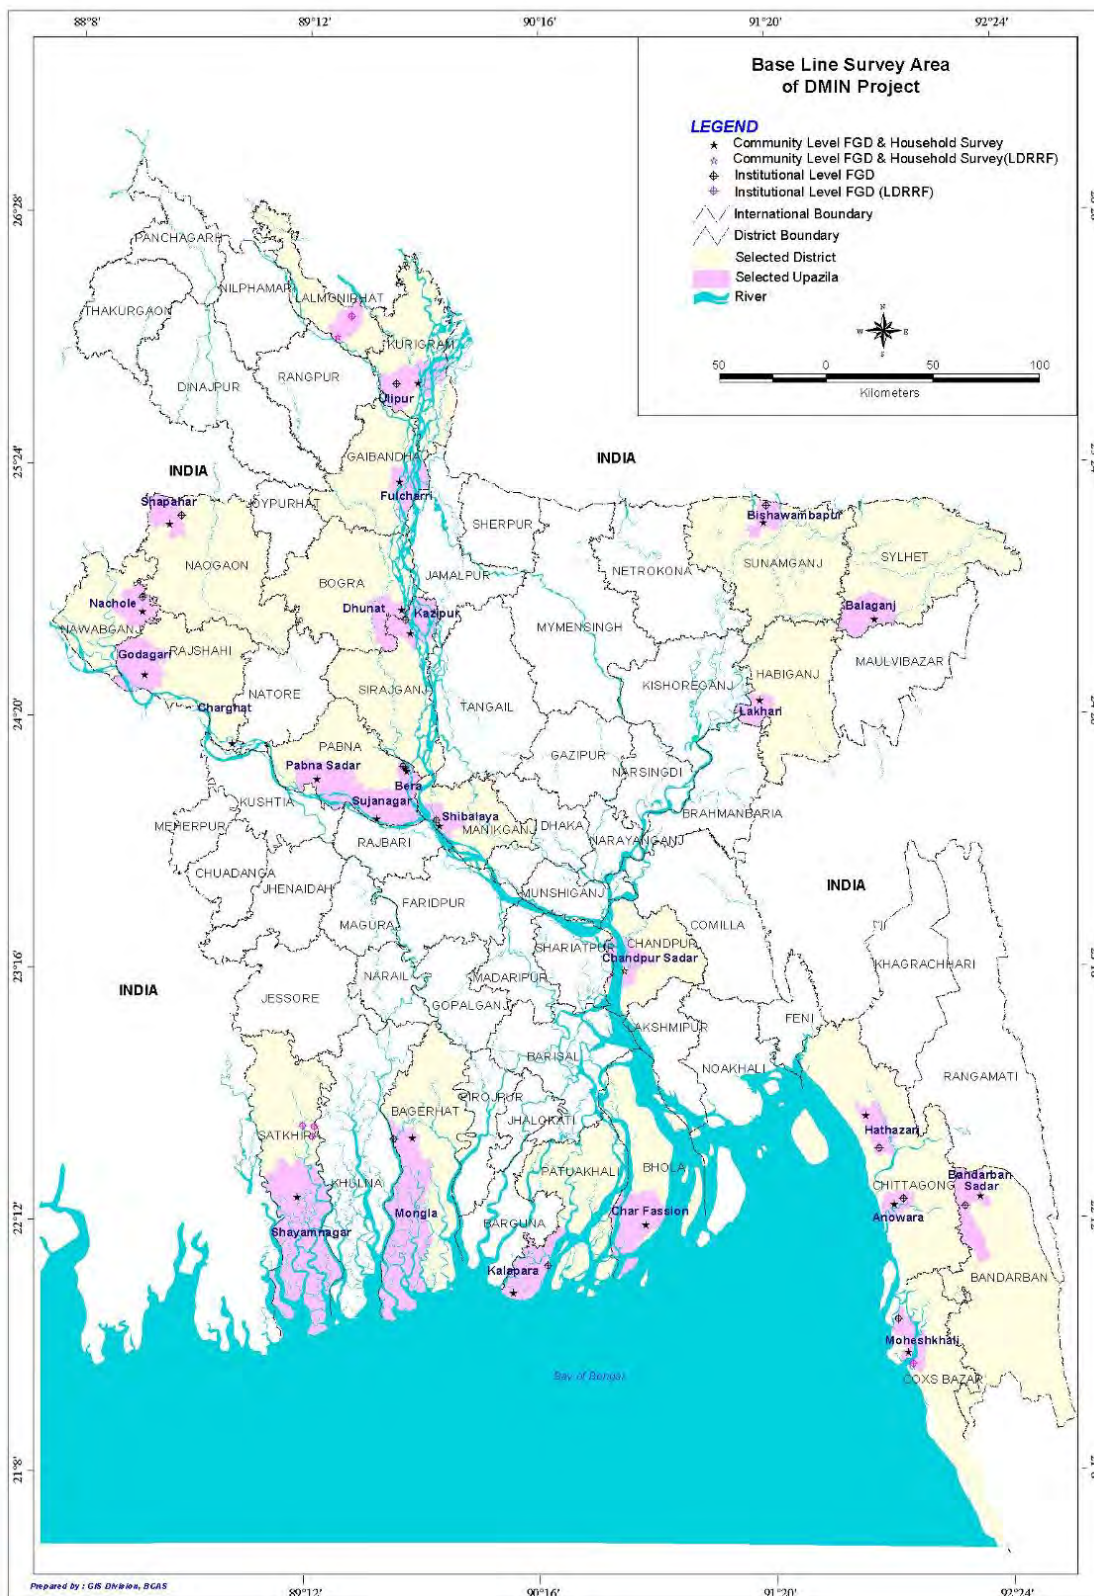 88°8'
89°12'
90°16'
91°20'
92°24'
Base Line Survey Area
of DMIN Project
LEGEND
Community Level FGD & Household Survey
Community Level FGD & Household Survey(LDRRF)
Institutional Level FGD
Institutional Level FGD (LDRRF)
International Boundary
District Boundary
Selected District
Selected Upazila
River
N
W E
S
50 0 50 100
Kilometers
26°28'
PANCHAGARH
NILPHAMARI
THAKURGAON
LALMONIRHAT
KURIGRAM
RANGPUR
DINAJPUR
Ulipur
25°24'
INDIA
INDIA
GAIBANDHA
Fulcharri
Shapahar
JOYPURHAT
SHERPUR
Bishawambapur
NAOGAON
NETROKONA
SUNAMGANJ
SYLHET
BOGRA
JAMALPUR
Nachole
Dhunat
Kazipur
Balaganj
NAWABGANJ
MYMENSINGH
Godagari
RAJSHAHI
MAULVIBAZAR
SIRAJGANJ
KISHOREGANJ
HABIGANJ
NATORE
Charghat
TANGAIL
Lakhari
24°20'
PABNA
GAZIPUR
NARSINGDI
Pabna Sadar
Bera
KUSHTIA
Sujanagar
Shibalaya
BRAHMANBARIA
MEHERPUR
MANIKGANJ
DHAKA
RAJBARI
NARAYANGANJ
CHUADANGA
JHENAIDAH
MUNSHIGANJ
INDIA
FARIDPUR
MAGURA
COMILLA
SHARIATPUR
CHANDPUR
Chandpur Sadar
23°16'
KHAGRACHHARI
NARAIL
MADARIPUR
INDIA
JESSORE
GOPALGANJ
LAKSHMIPUR
FENI
BARISAL
NOAKHALI
RANGAMATI
PIROJPUR
BAGERHAT
JHALOKATI
Hathazari
SATKHIRA
PATUAKHALI
BHOLA
KHULNA
CHITTAGONG
Bandarban
Sadar
22°12'
Mongla
Char Fassion
Anowara
Shayamnagar
BARGUNA
Kalapara
BANDARBAN
Moheshkhali
Bay of Bengal
COXS BAZAR
21°8'
Prepared by : GIS Division, BCAS
89°12'
90°16'
91°20'
92°24'